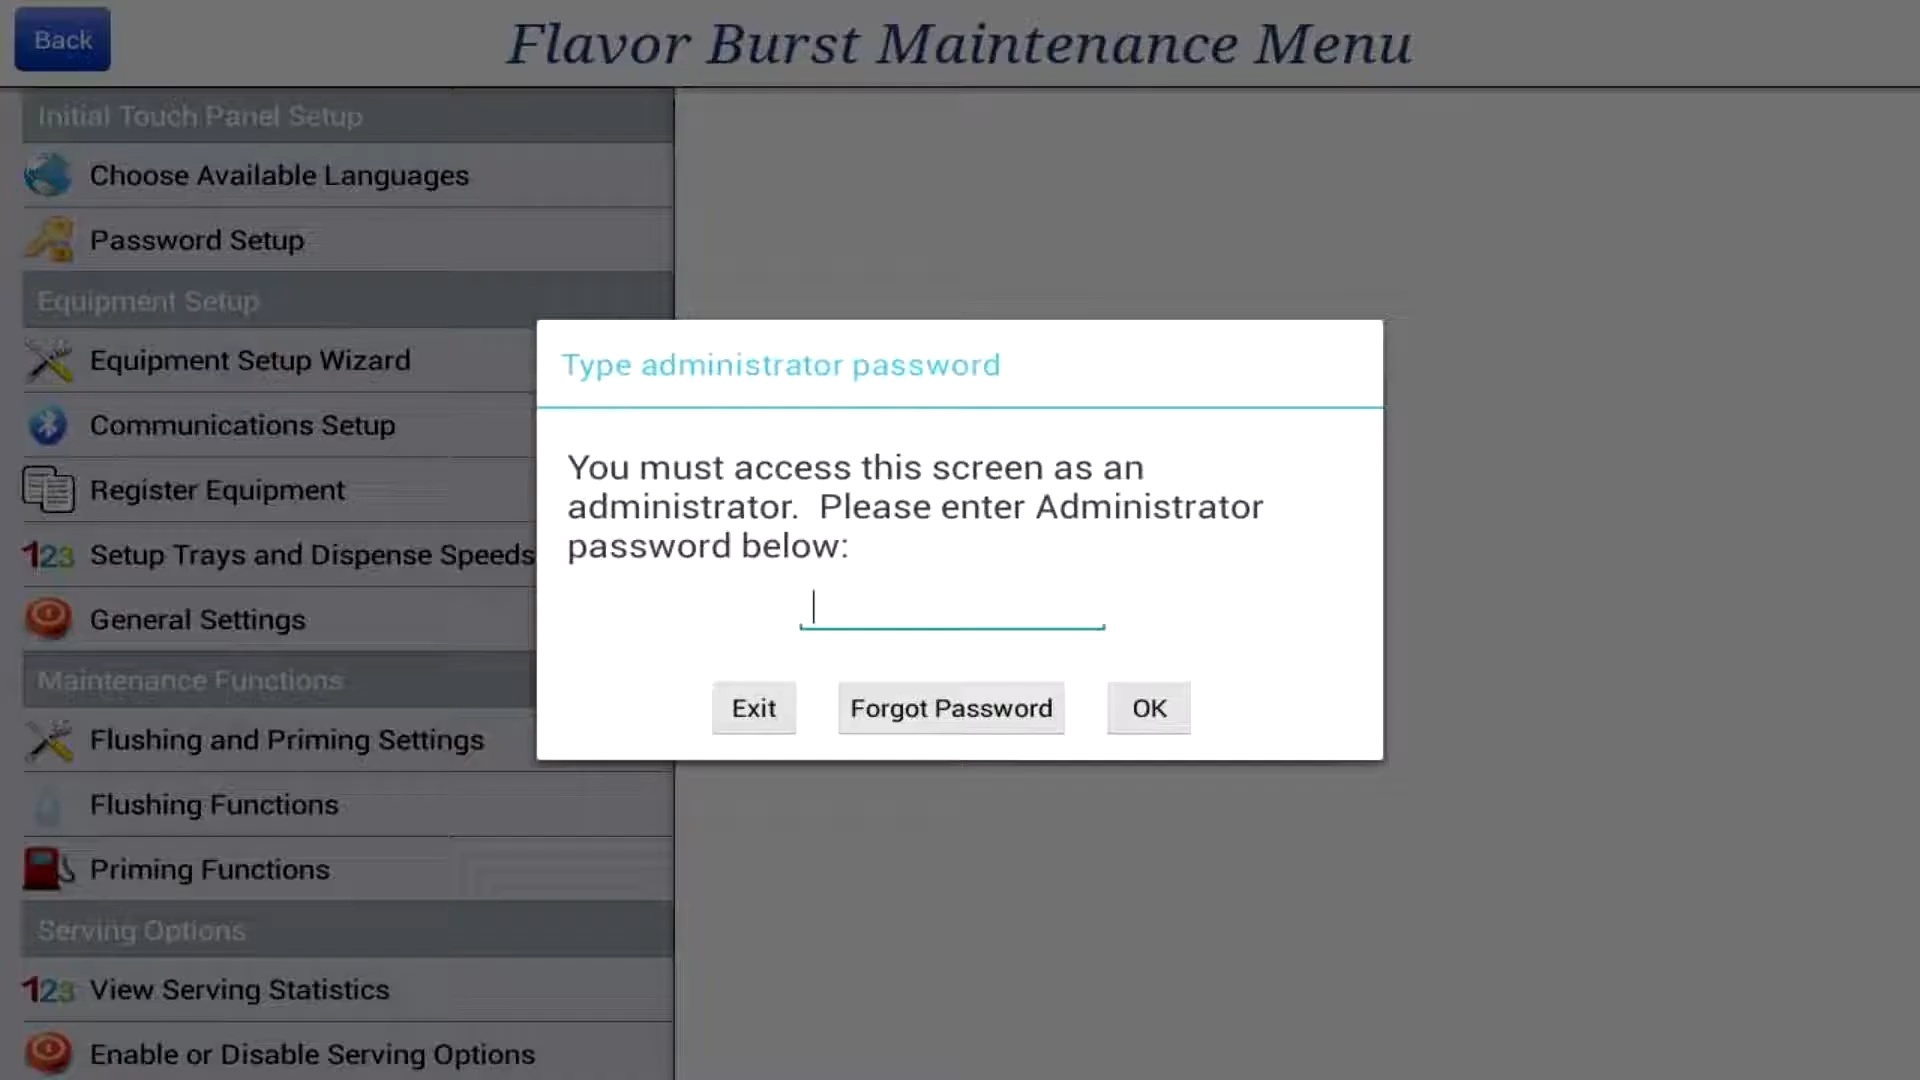 Back
Flavor Burst Maintenance Menu
Initial Touch Panel Setup
Choose Available Languages
Password Setup
Equipment Setup
Equipment Setup Wizard
Communications Setup
Register Equipment
123 Setup Trays and Dispense Speeds
General Settings
Maintenance Functions
Flushing and Priming Settings
Flushing Functions
Priming Functions
Serving Options
123 View Serving Statistics
Enable or Disable Serving Options
Type administrator password
You must access this screen as an
administrator.  Please enter Administrator
password below:
Exit
Forgot Password
OK